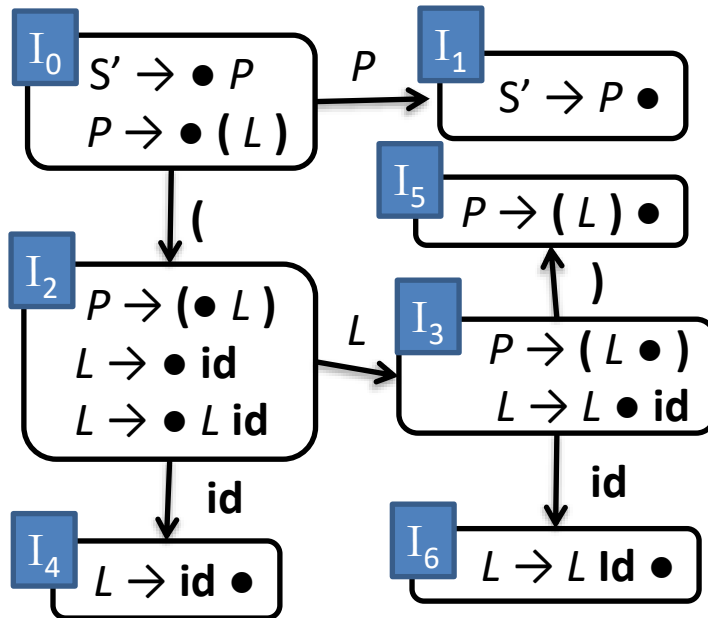 I₀
S’ → ● P
P → ● ( L )
P
I₁
S’ → P ●
(
I₅
P → ( L ) ●
)
I₂
P → (● L )
L → ● id
L → ● L id
L
I₃
P → ( L ● )
L → L ● id
id
I₄
L → id ●
id
I₆
L → L Id ●